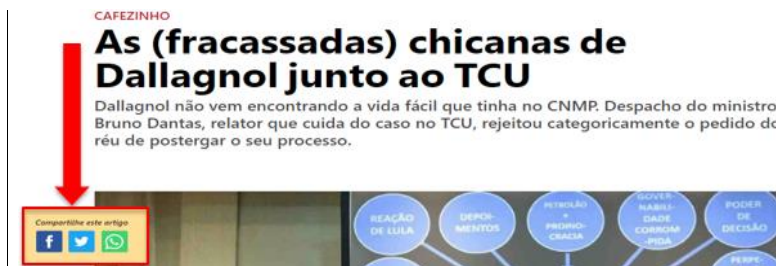 CAFEZINHO
As (fracassadas) chicanas de
Dallagnol junto ao TCU
Dallagnol não vem encontrando a vida fácil que tinha no CNMP. Despacho do ministro
Bruno Dantas, relator que cuida do caso no TCU, rejeitou categoricamente o pedido do
réu de postergar o seu processo.
Compartilhe este artigo
REAÇÃO
DE LULA
DEPOI-
MENTOS
PETROLÃO
+
PROPINO-
CRACIA
GOVER-
NABILI-
DADE
CORROM
-PIDA
PODER
DE
DECISÃO
PERPE-